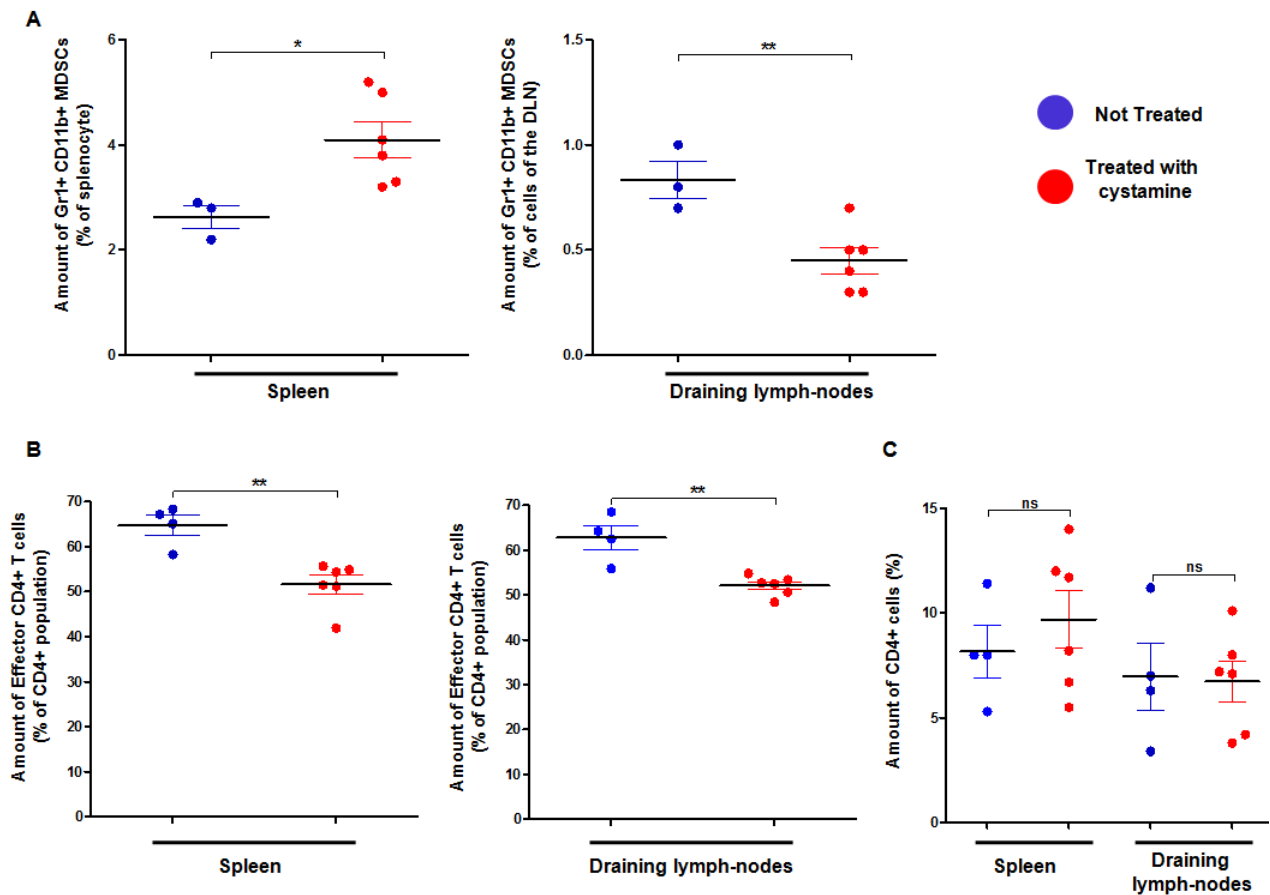 A
Amount of Gr1+ CD11b+ MDSCs
(% of splenocyte)
6
4
2
0
*
Spleen
Amount of Gr1+ CD11b+ MDSCs
(% of cells of the DLN)
1.5
1.0
0.5
0.0
**
Draining lymph-nodes
Not Treated
Treated with
cystamine
B
Amount of Effector CD4+ T cells
(% of CD4+ population)
70
60
50
40
30
20
10
0
**
Spleen
Amount of Effector CD4+ T cells
(% of CD4+ population)
70
60
50
40
30
20
10
0
**
Draining lymph-nodes
C
Amount of CD4+ cells (%)
15
10
5
0
ns
ns
Spleen
Draining
lymph-nodes